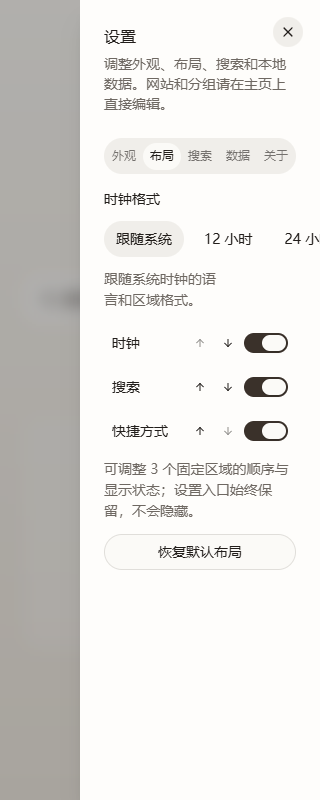 设置
调整外观、布局、搜索和本地
数据。网站和分组请在主页上
直接编辑。
外观 布局 搜索 数据 关于
时钟格式
跟随系统 12 小时 24 小
跟随系统时钟的语
言和区域格式。
时钟
搜索
快捷方式
可调整 3 个固定区域的顺序与
显示状态；设置入口始终保
留，不会隐藏。
恢复默认布局